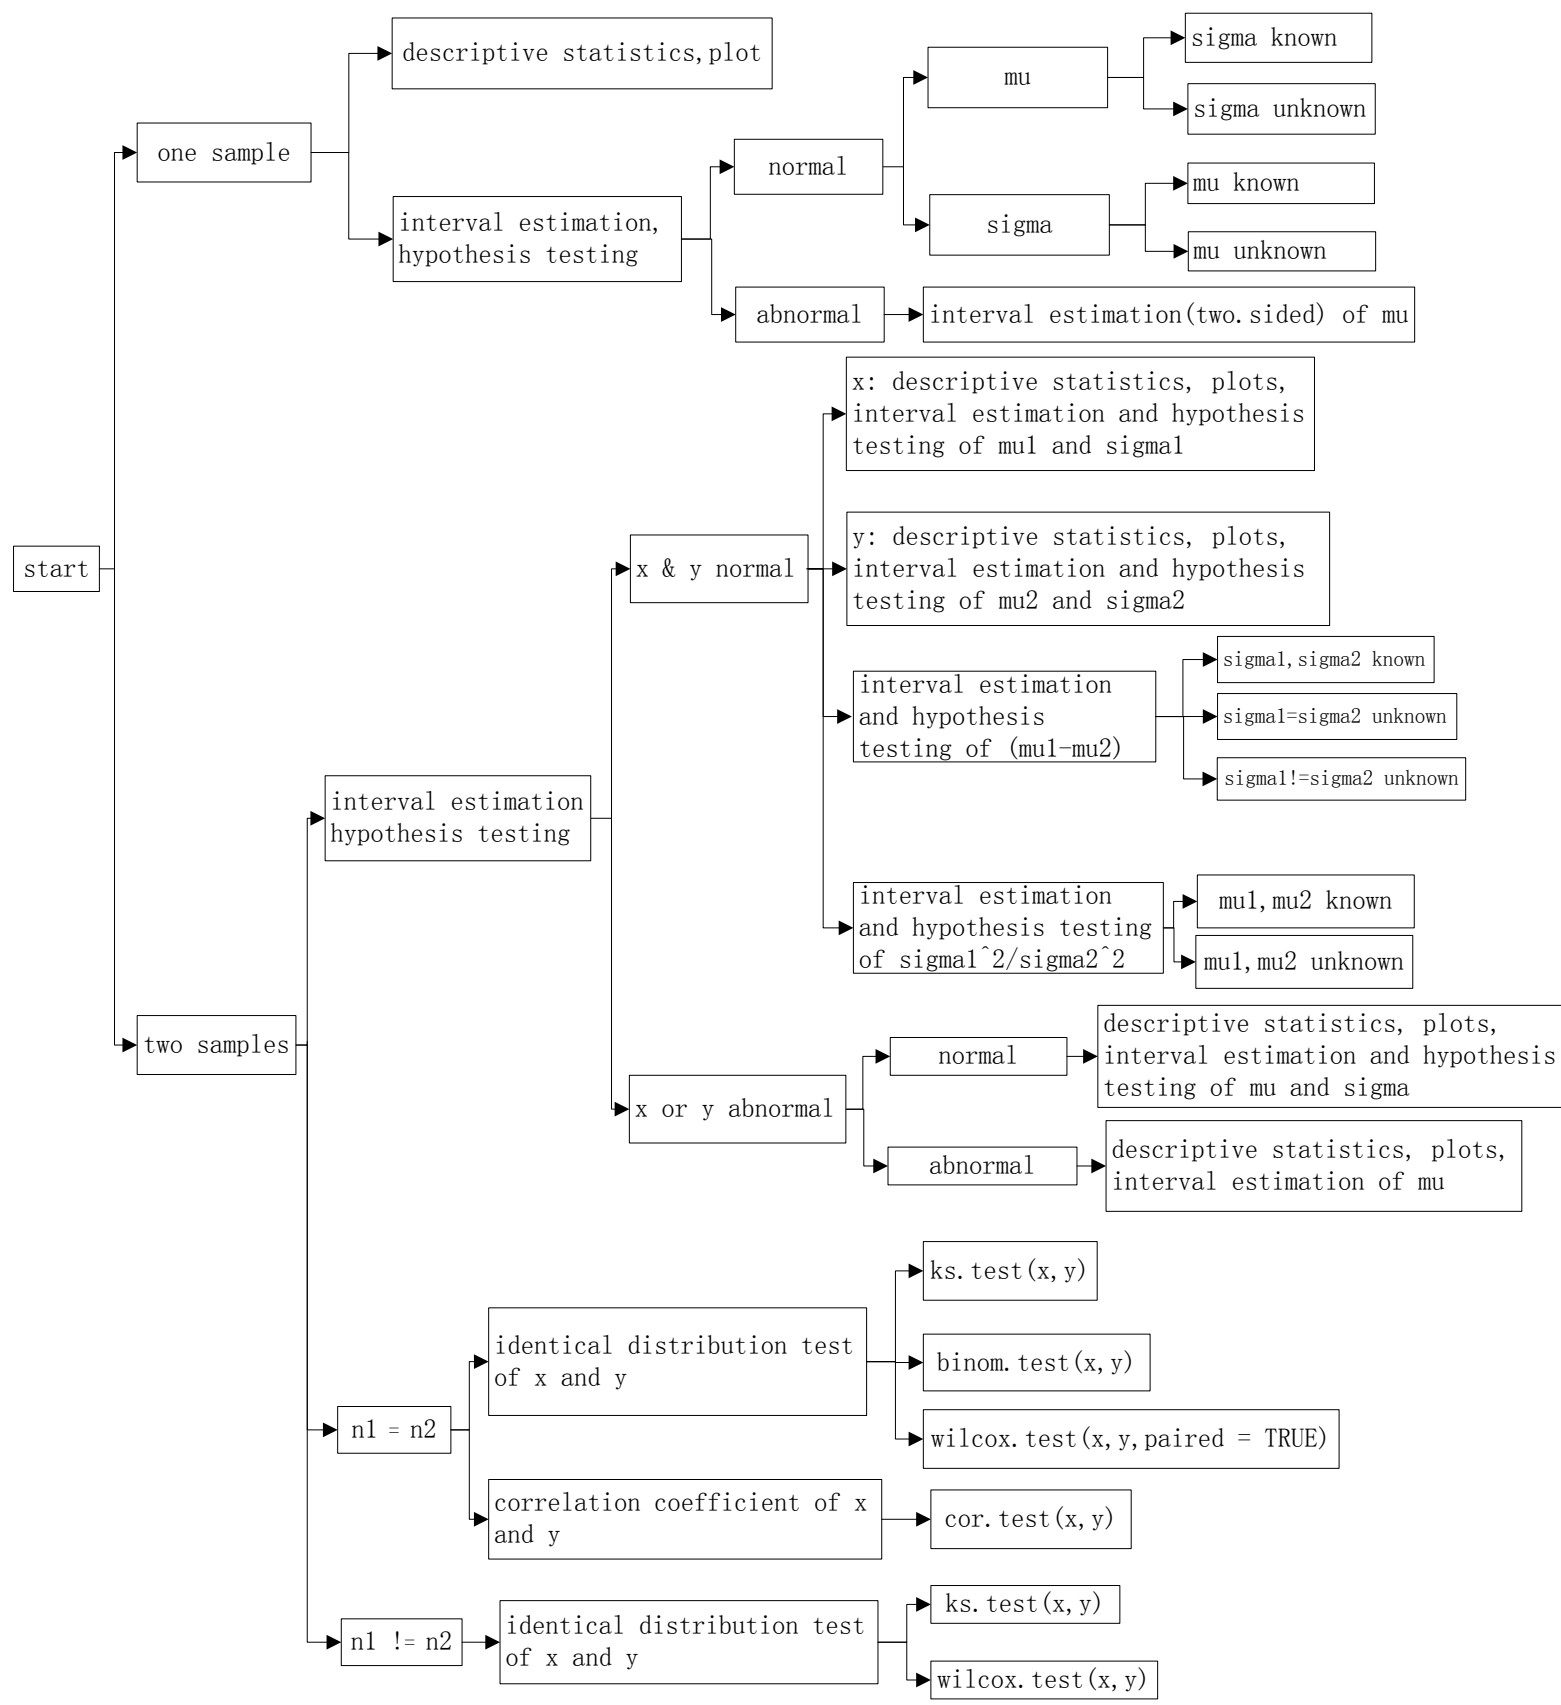 start
one sample
descriptive statistics,plot
interval estimation,
hypothesis testing
normal
mu
sigma known
sigma unknown
sigma
mu known
mu unknown
abnormal
interval estimation(two.sided) of mu
two samples
interval estimation
hypothesis testing
x & y normal
x: descriptive statistics, plots,
interval estimation and hypothesis
testing of mu1 and sigma1
y: descriptive statistics, plots,
interval estimation and hypothesis
testing of mu2 and sigma2
interval estimation
and hypothesis
testing of (mu1-mu2)
sigma1,sigma2 known
sigma1=sigma2 unknown
sigma1!=sigma2 unknown
interval estimation
and hypothesis testing
of sigma1^2/sigma2^2
mu1,mu2 known
mu1,mu2 unknown
x or y abnormal
normal
descriptive statistics, plots,
interval estimation and hypothesis
testing of mu and sigma
abnormal
descriptive statistics, plots,
interval estimation of mu
n1 = n2
identical distribution test
of x and y
ks.test(x,y)
binom.test(x,y)
wilcox.test(x,y,paired = TRUE)
correlation coefficient of x
and y
cor.test(x,y)
n1 != n2
identical distribution test
of x and y
ks.test(x,y)
wilcox.test(x,y)